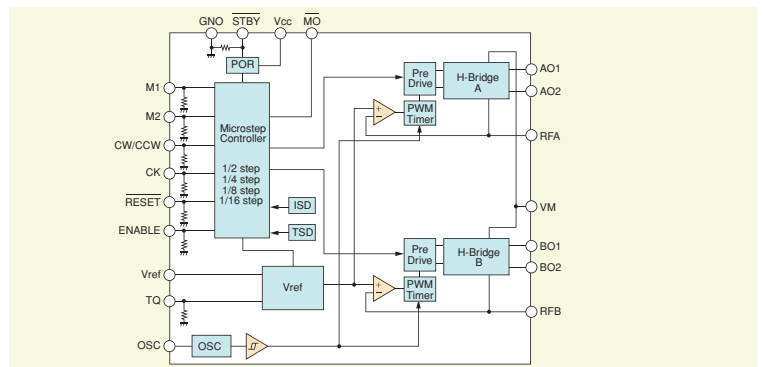 GNO STBY Vcc MO
POR
M1
M2
CW/CCW
CK
RESET
ENABLE
Vref
TQ
OSC
Microstep
Controller
1/2 step
1/4 step
1/8 step
1/16 step
ISD
TSD
Vref
OSC
Pre
Drive
PWM
Timer
+
−
H-Bridge
A
Pre
Drive
PWM
Timer
+
−
H-Bridge
B
AO1
AO2
RFA
VM
BO1
BO2
RFB